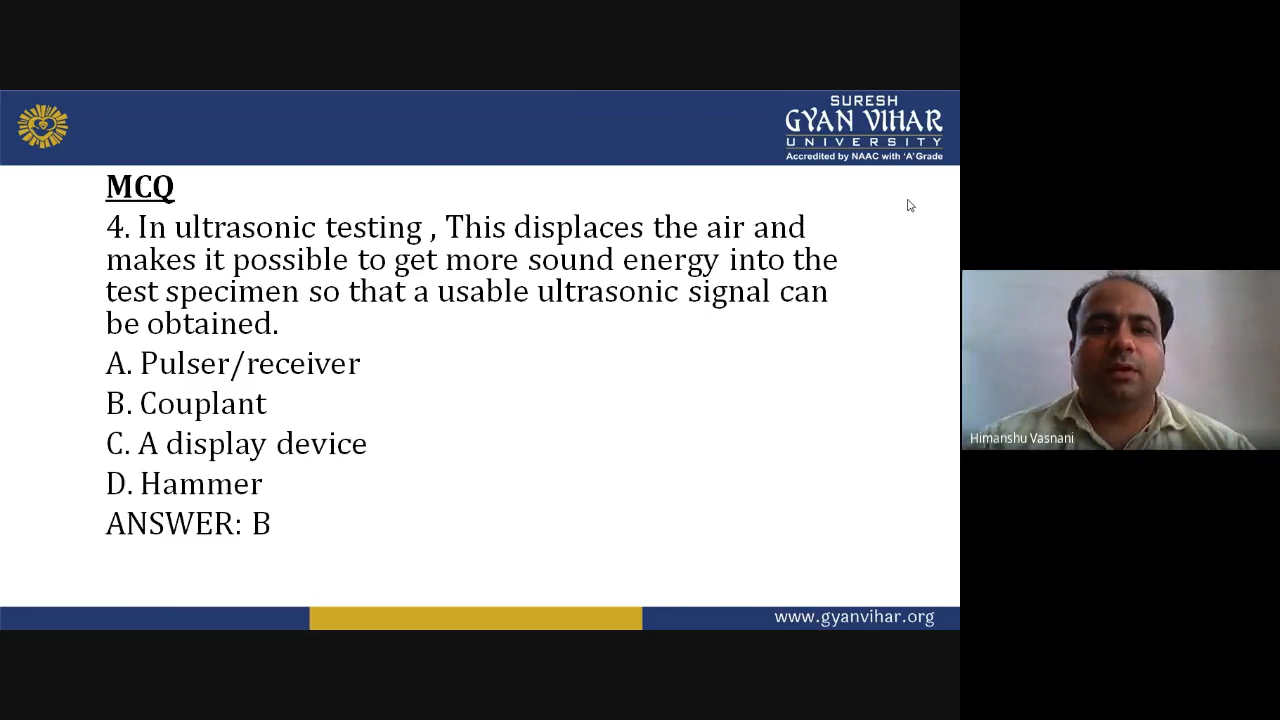 SURESH
GYAN VIHAR
UNIVERSITY
Accredited by NAAC with 'A' Grade
MCQ
4. In ultrasonic testing , This displaces the air and
makes it possible to get more sound energy into the
test specimen so that a usable ultrasonic signal can
be obtained.
A. Pulser/receiver
B. Couplant
C. A display device
D. Hammer
ANSWER: B
Himanshu Vasnani
www.gyanvihar.org